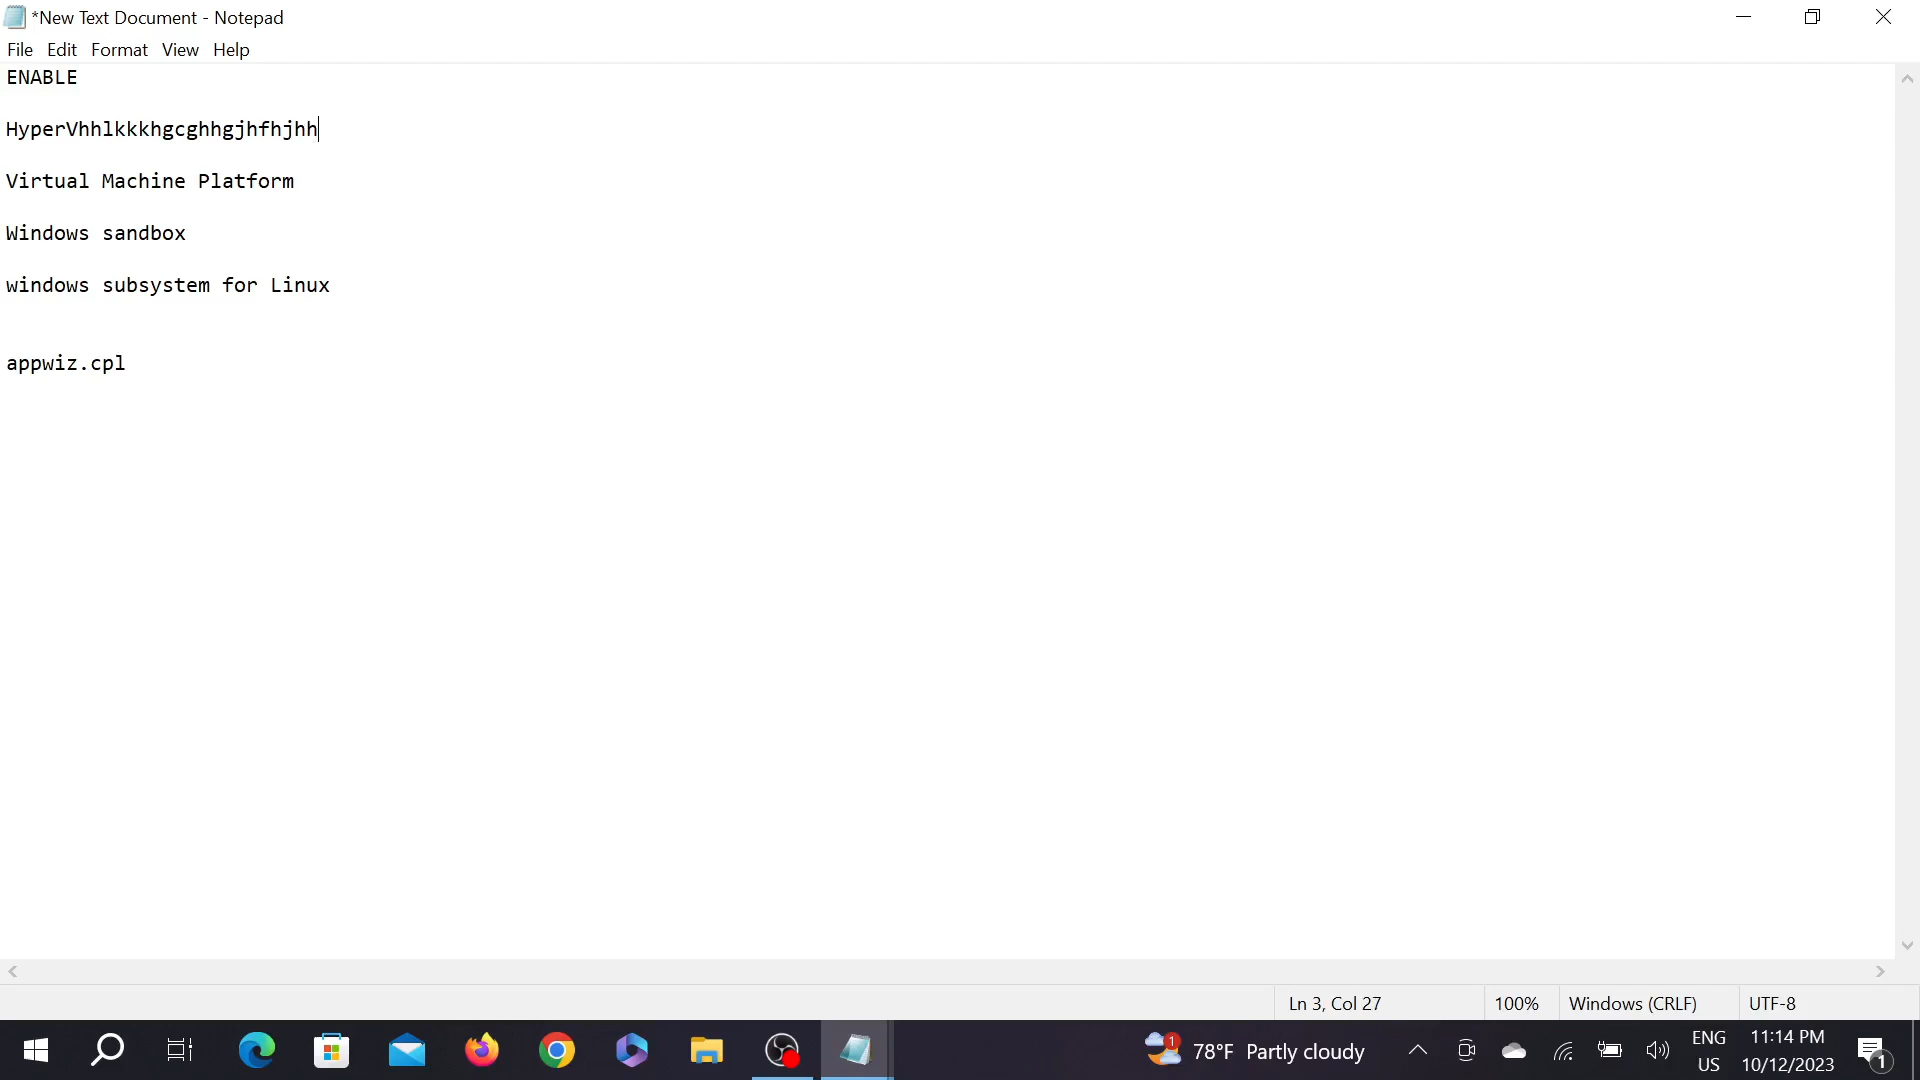 *New Text Document - Notepad
File Edit Format View Help
ENABLE
HyperVhhlkkkhgcghhgjhfhjhh
Virtual Machine Platform
Windows sandbox
windows subsystem for Linux
appwiz.cpl
Ln 3, Col 27 100% Windows (CRLF) UTF-8
1 78°F Partly cloudy ENG US 11:14 PM 10/12/2023 1